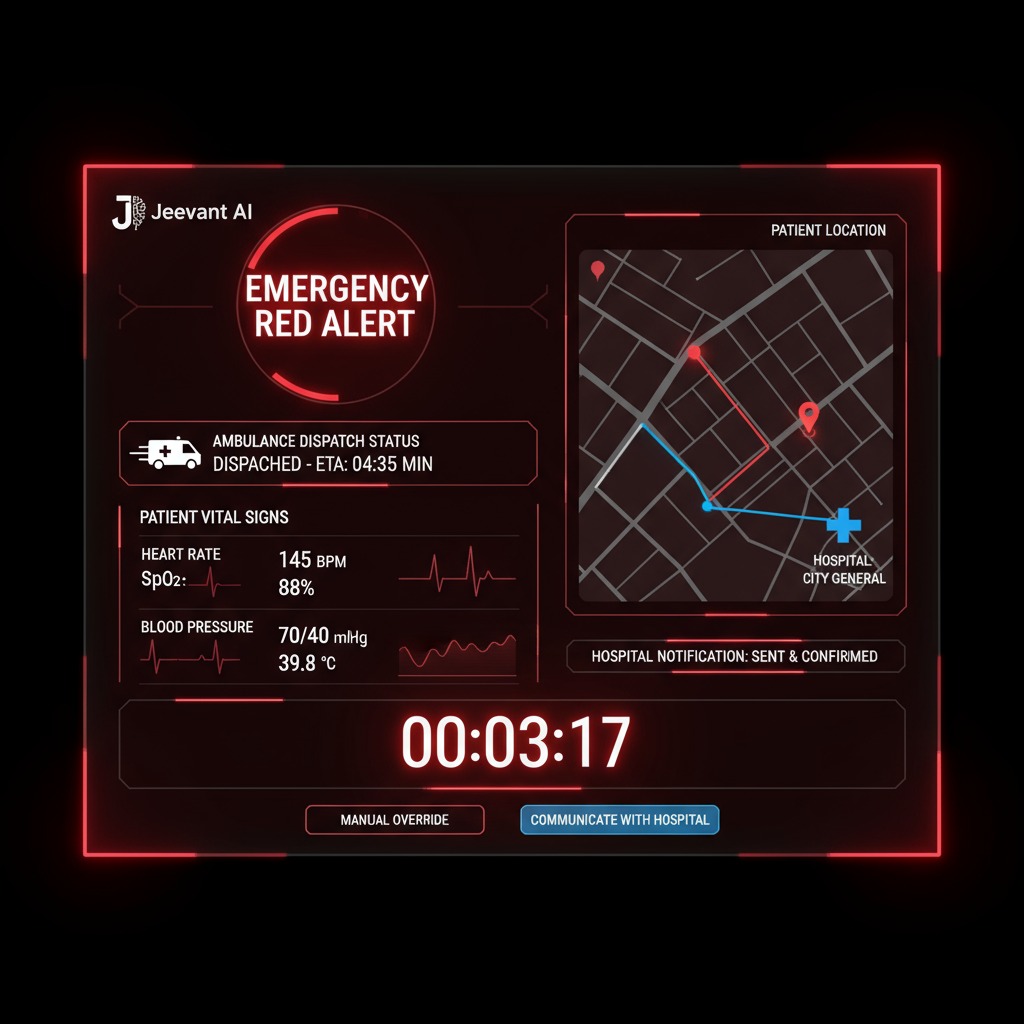 Jeevant AI
EMERGENCY
RED ALERT
AMBULANCE DISPATCH STATUS
DISPACHED - ETA: 04:35 MIN
PATIENT VITAL SIGNS
HEART RATE
SpO₂:
145 BPM
88%
BLOOD PRESSURE
70/40 mlHg
39.8 °C
PATIENT LOCATION
HOSPITAL:
CITY GENERAL
HOSPITAL NOTIFICATION: SENT & CONFIRIMED
00:03:17
MANUAL OVERRIDE
COMMUNICATE WITH HOSPITAL